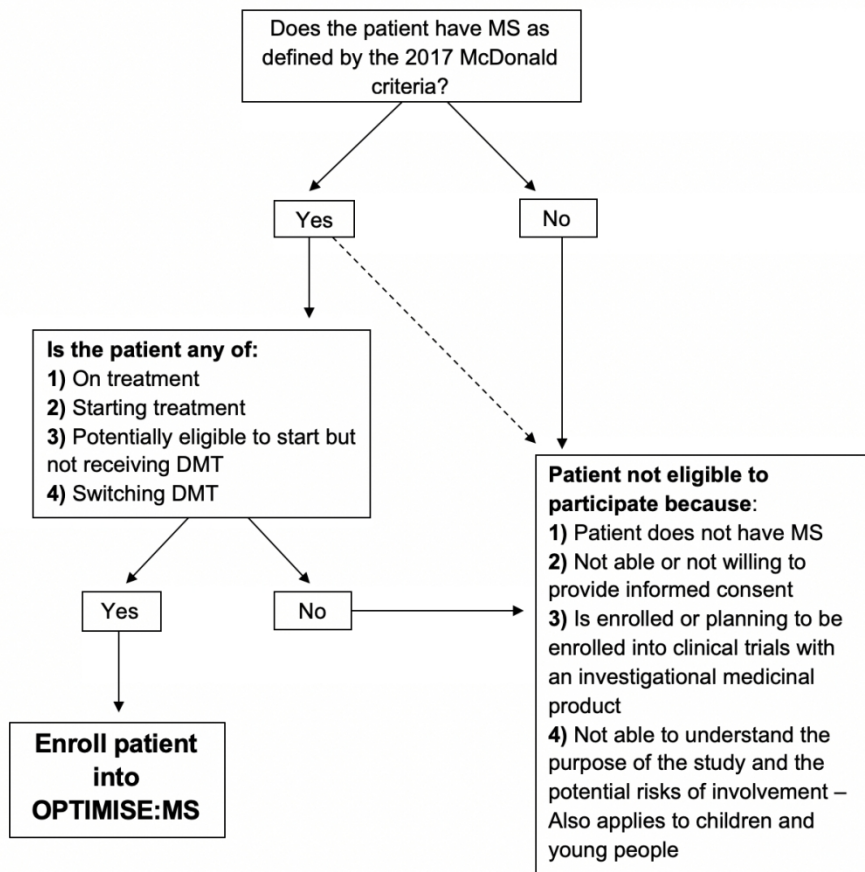 Does the patient have MS as
defined by the 2017 McDonald
criteria?
Yes
No
Is the patient any of:
1) On treatment
2) Starting treatment
3) Potentially eligible to start but
not receiving DMT
4) Switching DMT
Yes
No
Enroll patient
into
OPTIMISE:MS
Patient not eligible to
participate because:
1) Patient does not have MS
2) Not able or not willing to
provide informed consent
3) Is enrolled or planning to be
enrolled into clinical trials with
an investigational medicinal
product
4) Not able to understand the
purpose of the study and the
potential risks of involvement –
Also applies to children and
young people